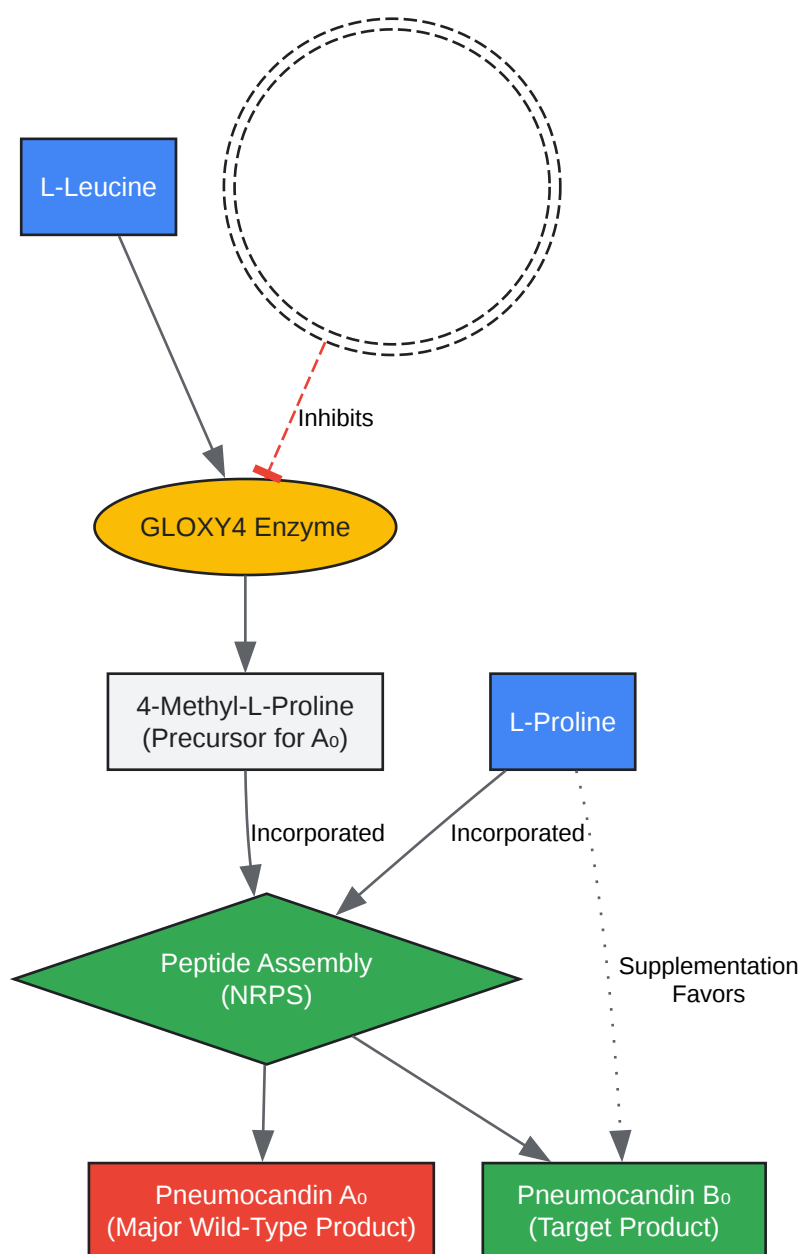 L-Leucine
Inhibits
GLOXY4 Enzyme
4-Methyl-L-Proline
(Precursor for A₀)
L-Proline
Incorporated
Incorporated
Peptide Assembly
(NRPS)
Supplementation
Favors
Pneumocandin A₀
(Major Wild-Type Product)
Pneumocandin B₀
(Target Product)